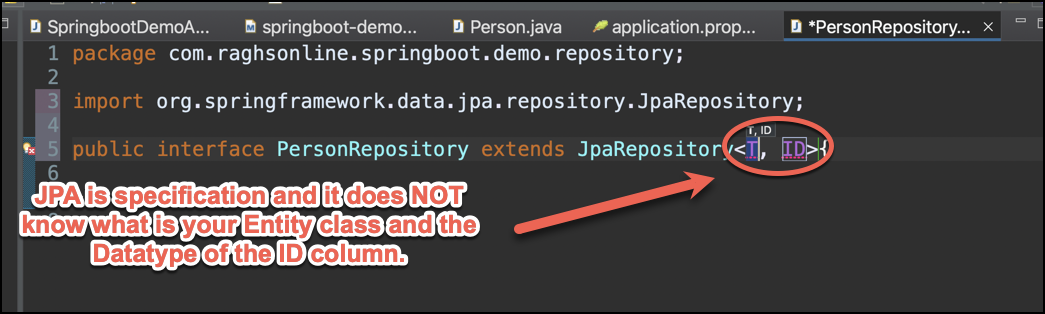 SpringbootDemoA... springboot-demo... Person.java application.prop... *PersonRepository...
1 package com.raghsonline.springboot.demo.repository;
2
3 import org.springframework.data.jpa.repository.JpaRepository;
4
T, ID
5 public interface PersonRepository extends JpaRepository<T, ID>{
6
JPA is specification and it does NOT
know what is your Entity class and the
Datatype of the ID column.